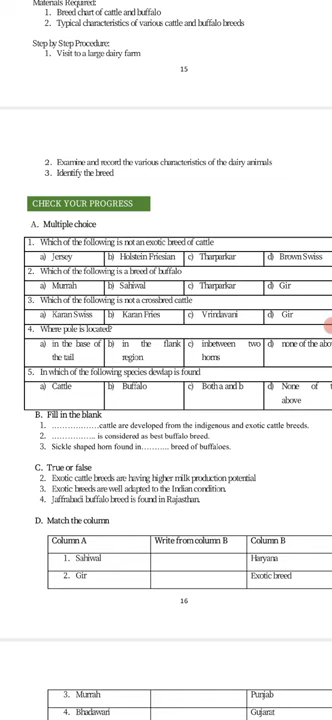 Materials Required:
1. Breed chart of cattle and buffalo
2. Typical characteristics of various cattle and buffalo breeds
Step by Step Procedure:
1. Visit to a large dairy farm
15
2. Examine and record the various characteristics of the dairy animals
3. Identify the breed
CHECK YOUR PROGRESS
A. Multiple choice
1. Which of the following is not an exotic breed of cattle
a) Jersey b) Holstein Friesian c) Tharparkar d) Brown Swiss
2. Which of the following is a breed of buffalo
a) Murrah b) Sahiwal c) Tharparkar d) Gir
3. Which of the following is not a crossbred cattle
a) Karan Swiss b) Karan Fries c) Vrindavani d) Gir
4. Where pole is located?
a) in the base of the tail b) in the flank region c) inbetween two horns d) none of the abo
5. In which of the following species dewlap is found
a) Cattle b) Buffalo c) Both a and b d) None of t
above
B. Fill in the blank
1. ………………cattle are developed from the indigenous and exotic cattle breeds.
2. …………….. is considered as best buffalo breed.
3. Sickle shaped horn found in……….. breed of buffaloes.
C. True or false
2. Exotic cattle breeds are having higher milk production potential
3. Exotic breeds are well adapted to the Indian condition.
4. Jaffrabadi buffalo breed is found in Rajasthan.
D. Match the column
Column A Write from column B Column B
1. Sahiwal Haryana
2. Gir Exotic breed
16
3. Murrah Punjab
4. Bhadawari Gujarat